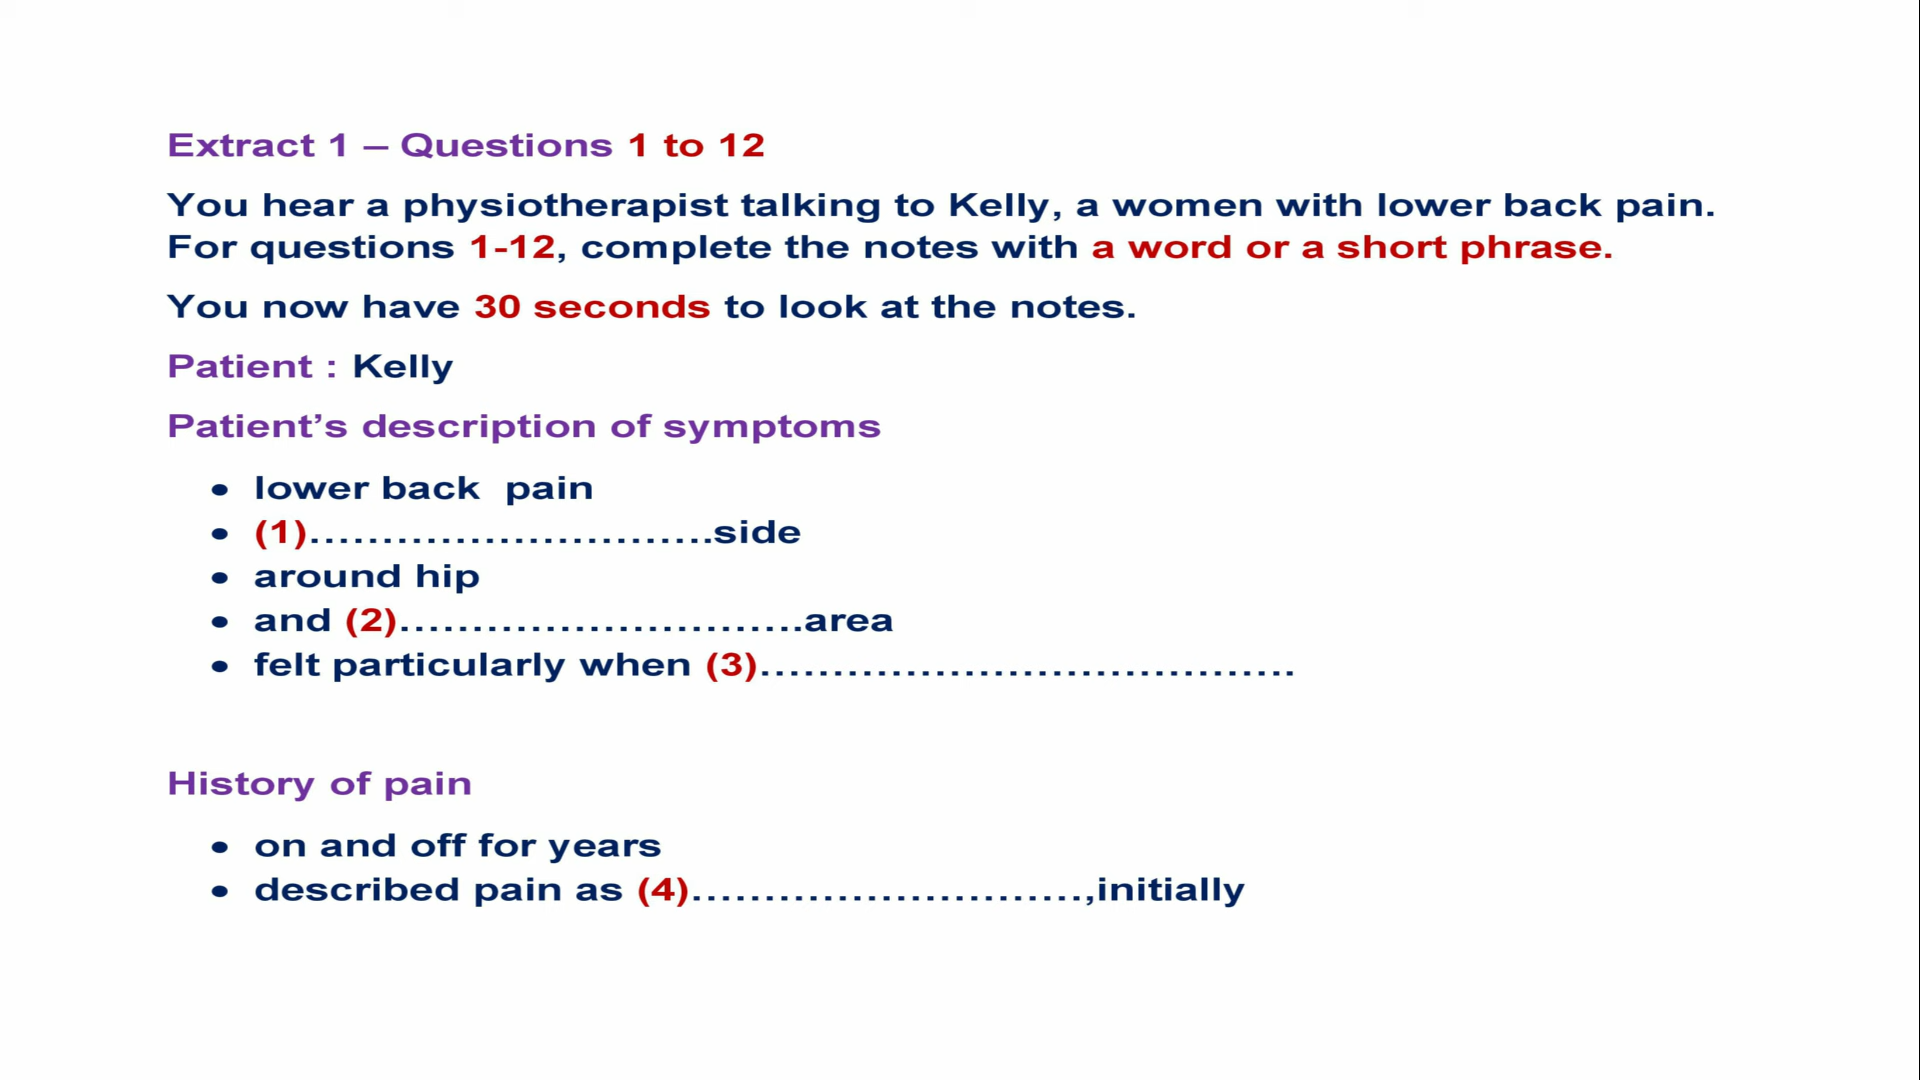 Extract 1 – Questions 1 to 12
You hear a physiotherapist talking to Kelly, a women with lower back pain.
For questions 1-12, complete the notes with a word or a short phrase.
You now have 30 seconds to look at the notes.
Patient : Kelly
Patient’s description of symptoms
• lower back  pain
• (1)……………………….side
• around hip
• and (2)……………………….area
• felt particularly when (3)……………………………….
History of pain
• on and off for years
• described pain as (4)………………………,initially